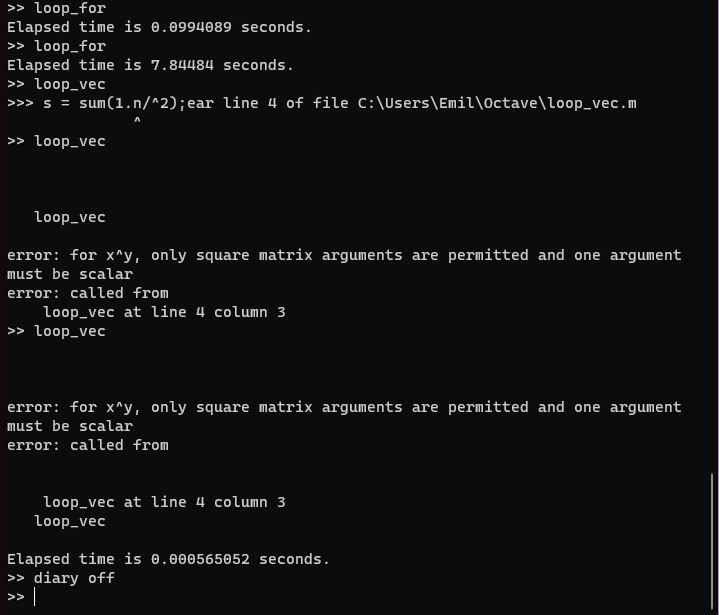 >> loop_for
Elapsed time is 0.0994089 seconds.
>> loop_for
Elapsed time is 7.84484 seconds.
>> loop_vec
>>> s = sum(1.n/^2);ear line 4 of file C:\Users\Emil\Octave\loop_vec.m
^
>> loop_vec
loop_vec
error: for x^y, only square matrix arguments are permitted and one argument
must be scalar
error: called from
loop_vec at line 4 column 3
>> loop_vec
error: for x^y, only square matrix arguments are permitted and one argument
must be scalar
error: called from
loop_vec at line 4 column 3
loop_vec
Elapsed time is 0.000565052 seconds.
>> diary off
>>